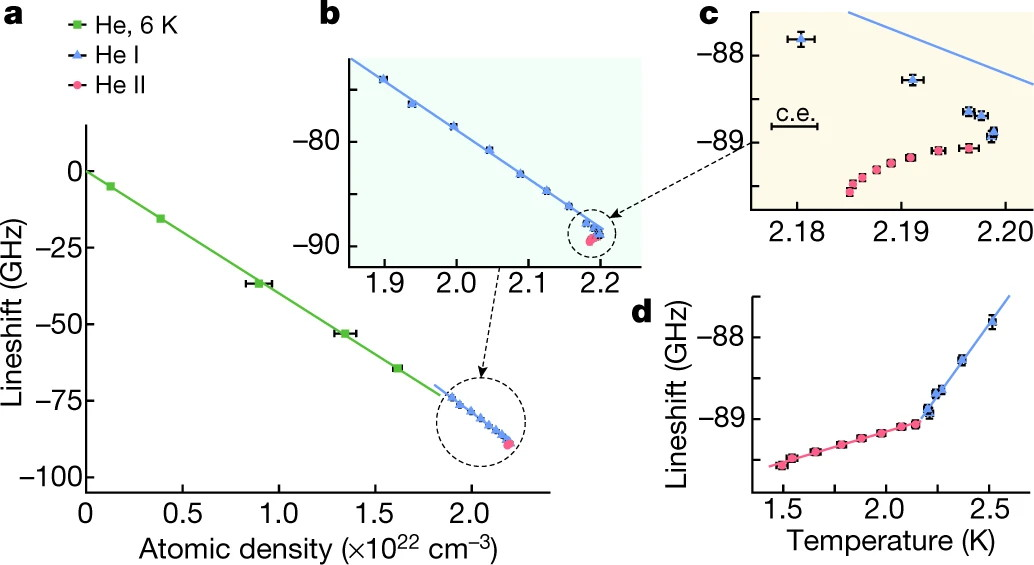 a
He, 6 K
He I
He II
Lineshift (GHz)
0
−25
−50
−75
−100
0 0.5 1.0 1.5 2.0
Atomic density (×10²² cm⁻³)
b
−80
−90
1.9 2.0 2.1 2.2
c
−88
−89
c.e.
2.18 2.19 2.20
d
Lineshift (GHz)
−88
−89
1.5 2.0 2.5
Temperature (K)